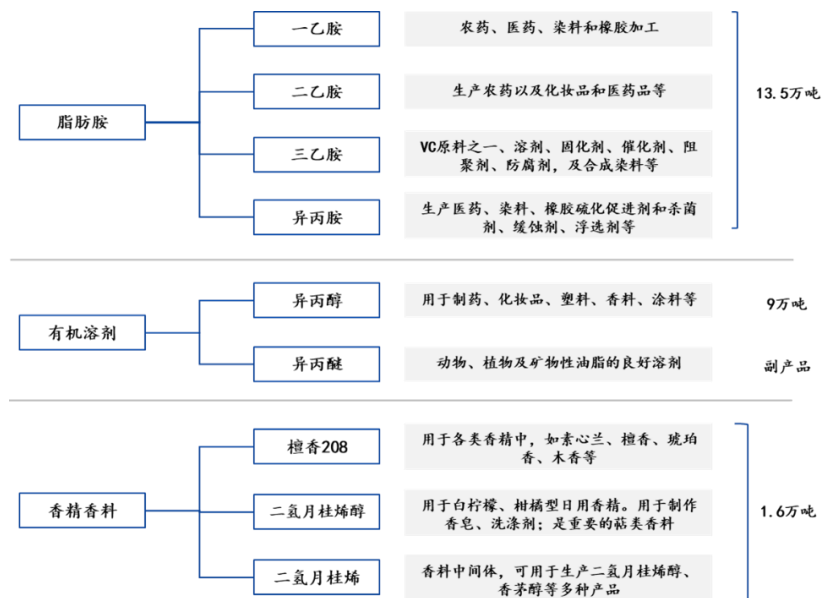 脂肪胺
一乙胺
农药、医药、染料和橡胶加工
二乙胺
生产农药以及化妆品和医药品等
三乙胺
VC原料之一、溶剂、固化剂、催化剂、阻
聚剂、防腐剂，及合成染料等
异丙胺
生产医药、染料、橡胶硫化促进剂和杀菌
剂、缓蚀剂、浮选剂等
13.5万吨
有机溶剂
异丙醇
用于制药、化妆品、塑料、香料、涂料等
9万吨
异丙醚
动物、植物及矿物性油脂的良好溶剂
副产品
香精香料
檀香208
用于各类香精中，如素心兰、檀香、琥珀
香、木香等
二氢月桂烯醇
用于白柠檬、柑橘型日用香精。用于制作
香皂、洗涤剂；是重要的萜类香料
二氢月桂烯
香料中间体，可用于生产二氢月桂烯醇、
香茅醇等多种产品
1.6万吨